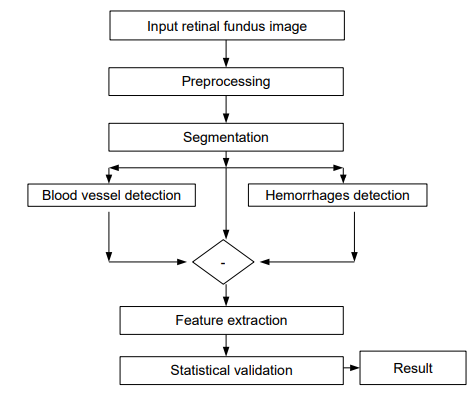 Input retinal fundus image
Preprocessing
Segmentation
Blood vessel detection
Hemorrhages detection
-
Feature extraction
Statistical validation
Result